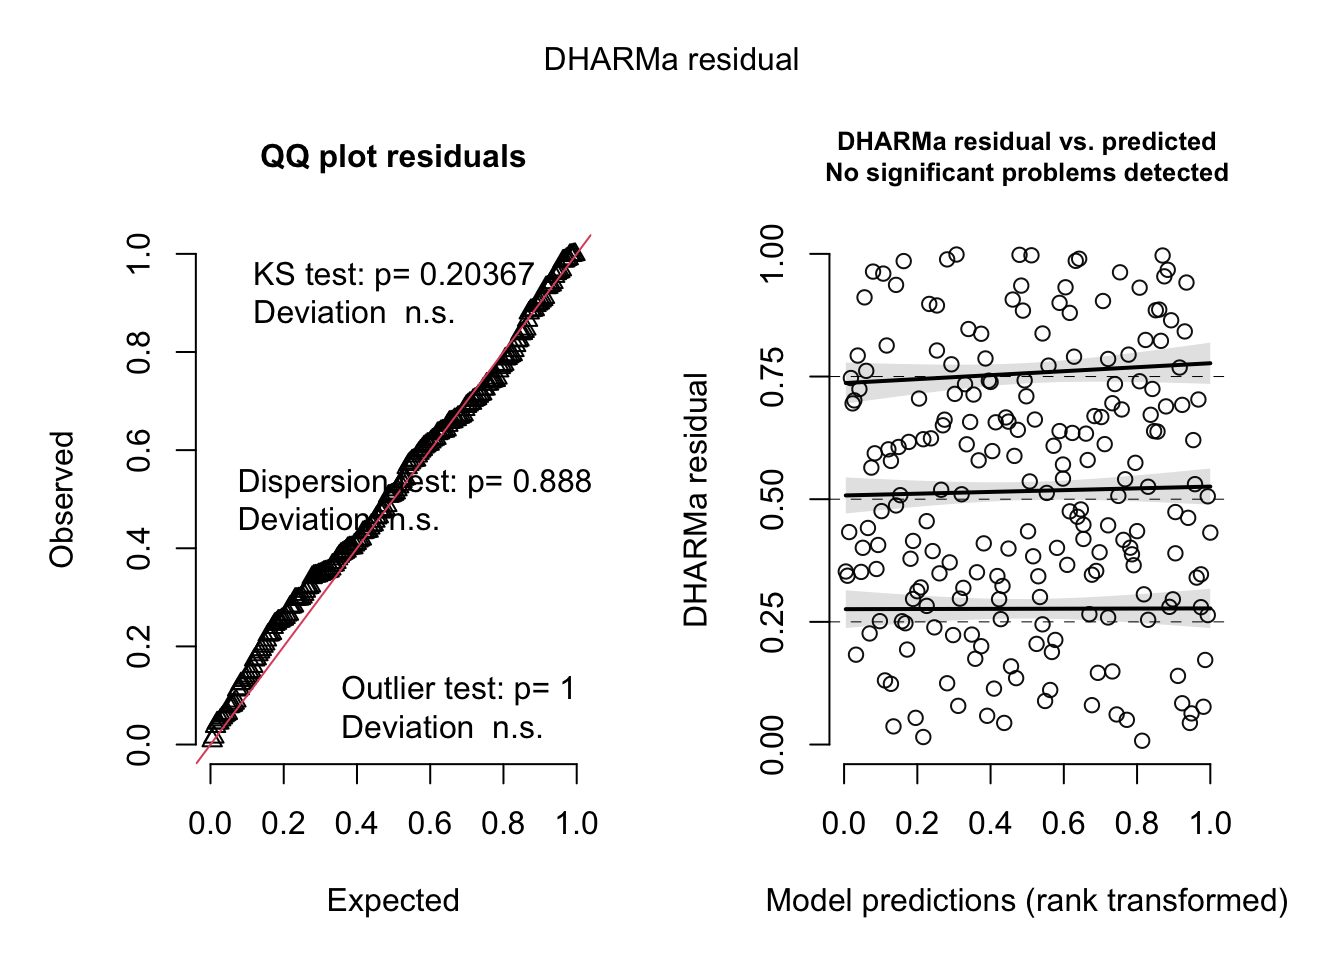 DHARMa residual
QQ plot residuals
KS test: p= 0.20367
Deviation  n.s.
Dispersion test: p= 0.888
Deviation  n.s.
Outlier test: p= 1
Deviation  n.s.
Observed
0.0 0.2 0.4 0.6 0.8 1.0
0.0 0.2 0.4 0.6 0.8 1.0
Expected
DHARMa residual vs. predicted
No significant problems detected
DHARMa residual
0.00 0.25 0.50 0.75 1.00
0.0 0.2 0.4 0.6 0.8 1.0
Model predictions (rank transformed)